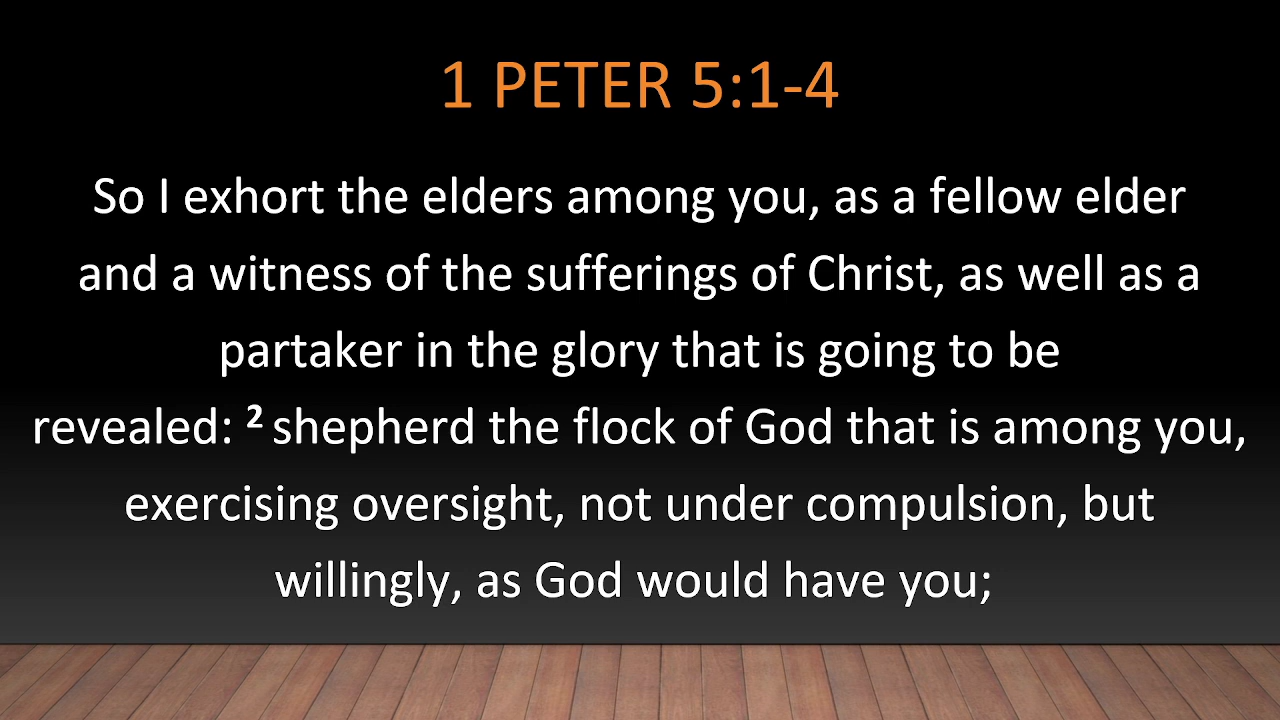 1 PETER 5:1-4
So I exhort the elders among you, as a fellow elder
and a witness of the sufferings of Christ, as well as a
partaker in the glory that is going to be
revealed: ² shepherd the flock of God that is among you,
exercising oversight, not under compulsion, but
willingly, as God would have you;